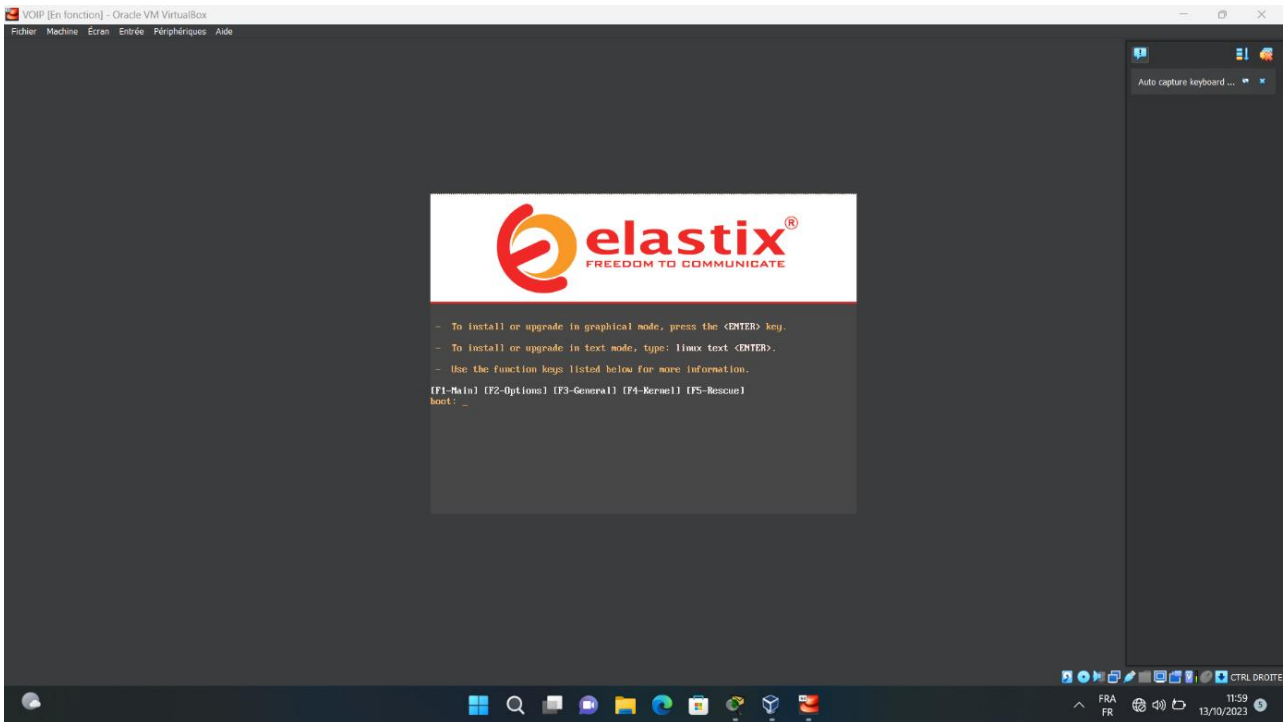 VOIP [En fonction] - Oracle VM VirtualBox
Fichier Machine Écran Entrée Périphériques Aide
Auto capture keyboard ...
elastix®
FREEDOM TO COMMUNICATE
- To install or upgrade in graphical mode, press the <ENTER> key.
- To install or upgrade in text mode, type: linux text <ENTER>.
- Use the function keys listed below for more information.
[F1-Main] [F2-Options] [F3-General] [F4-Kernel] [F5-Rescue]
boot: _
CTRL DROITE
FRA
FR
11:59
13/10/2023
5